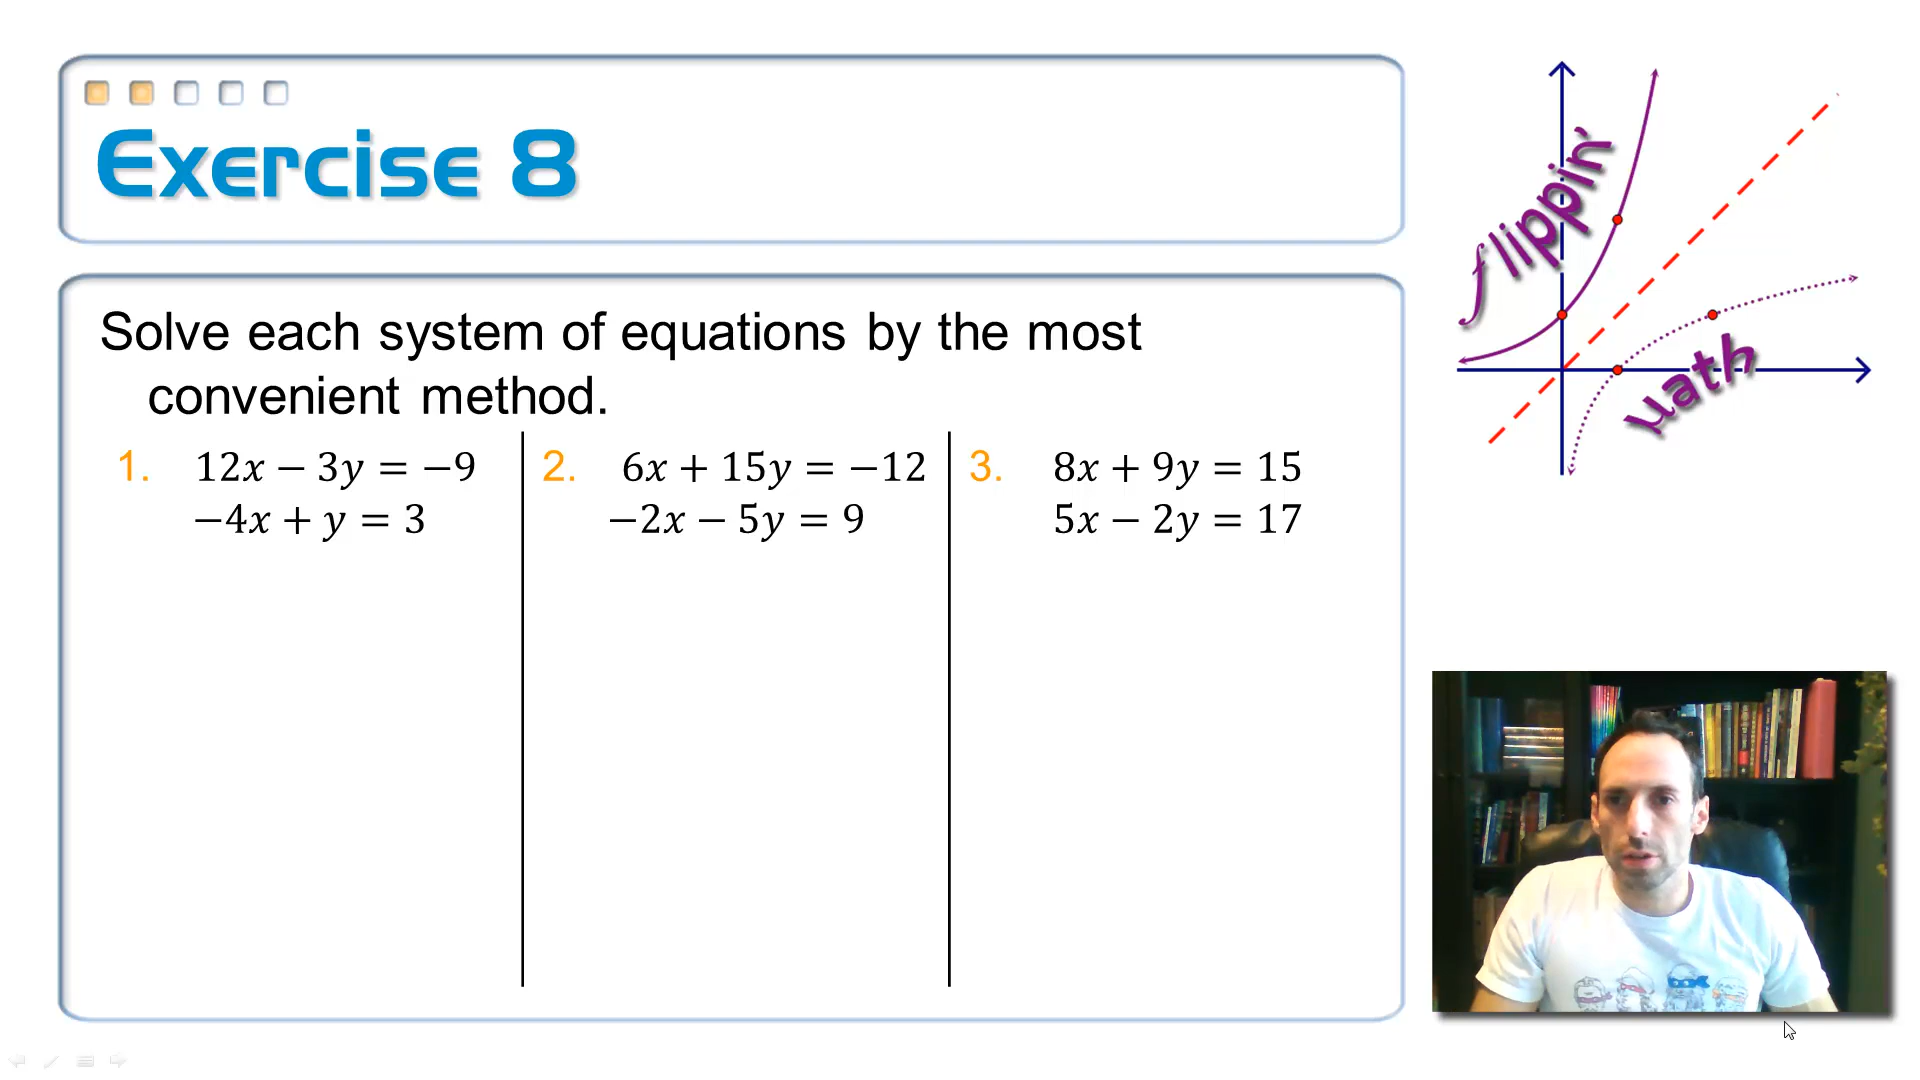 Exercise 8
Solve each system of equations by the most
convenient method.
1. 12x − 3y = −9
−4x + y = 3
2. 6x + 15y = −12
−2x − 5y = 9
3. 8x + 9y = 15
5x − 2y = 17
flippin'
μath